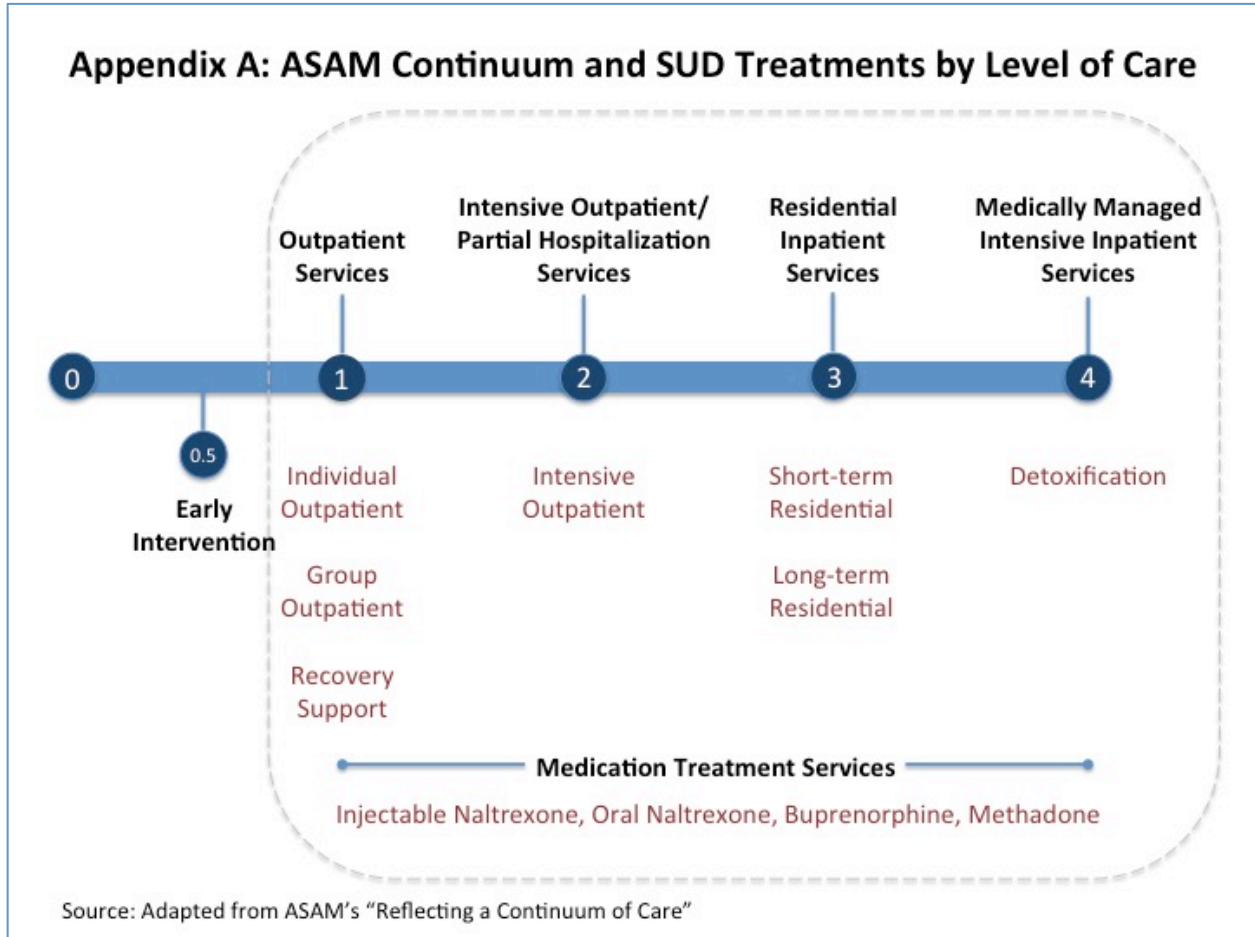 Appendix A: ASAM Continuum and SUD Treatments by Level of Care
Outpatient
Services
Intensive Outpatient/
Partial Hospitalization
Services
Residential
Inpatient
Services
Medically Managed
Intensive Inpatient
Services
0
1
2
3
4
0.5
Early
Intervention
Individual
Outpatient
Group
Outpatient
Recovery
Support
Intensive
Outpatient
Short-term
Residential
Long-term
Residential
Detoxification
Medication Treatment Services
Injectable Naltrexone, Oral Naltrexone, Buprenorphine, Methadone
Source: Adapted from ASAM's "Reflecting a Continuum of Care"